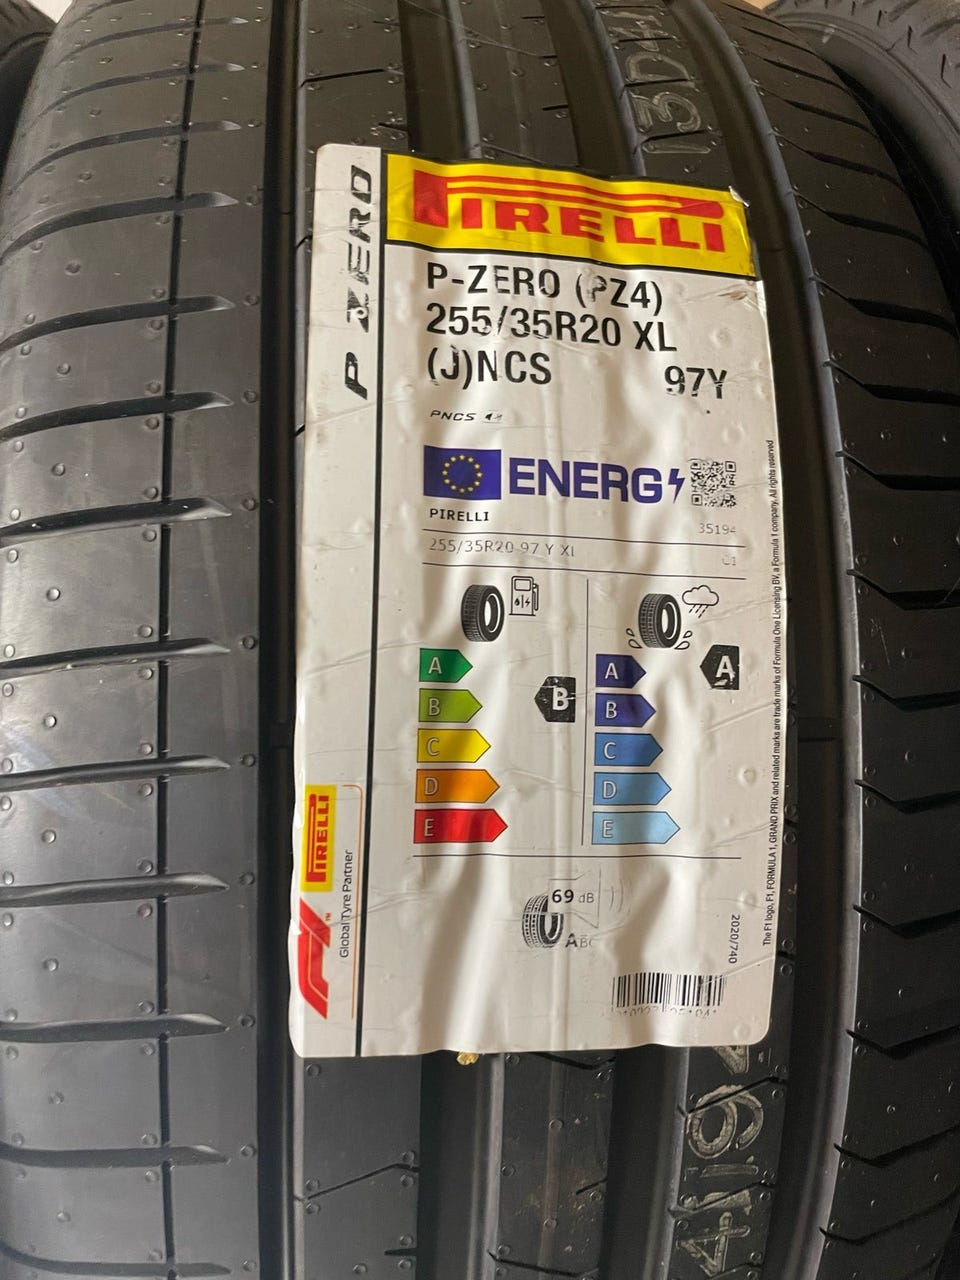 P ZERO
PIRELLI
P-ZERO (PZ4)
255/35R20 XL
(J)NCS 97Y
PNCS
ENERG
PIRELLI
255/35R20 97 Y XL
C1
A
B
C
D
E
B
A
B
C
D
E
A
69 dB
2020/740
The F1 logo, F1, FORMULA 1, GRAND PRIX and related marks are trade marks of Formula One Licensing BV, a Formula 1 company. All rights reserved
PIRELLI
F1™
Global Tyre Partner